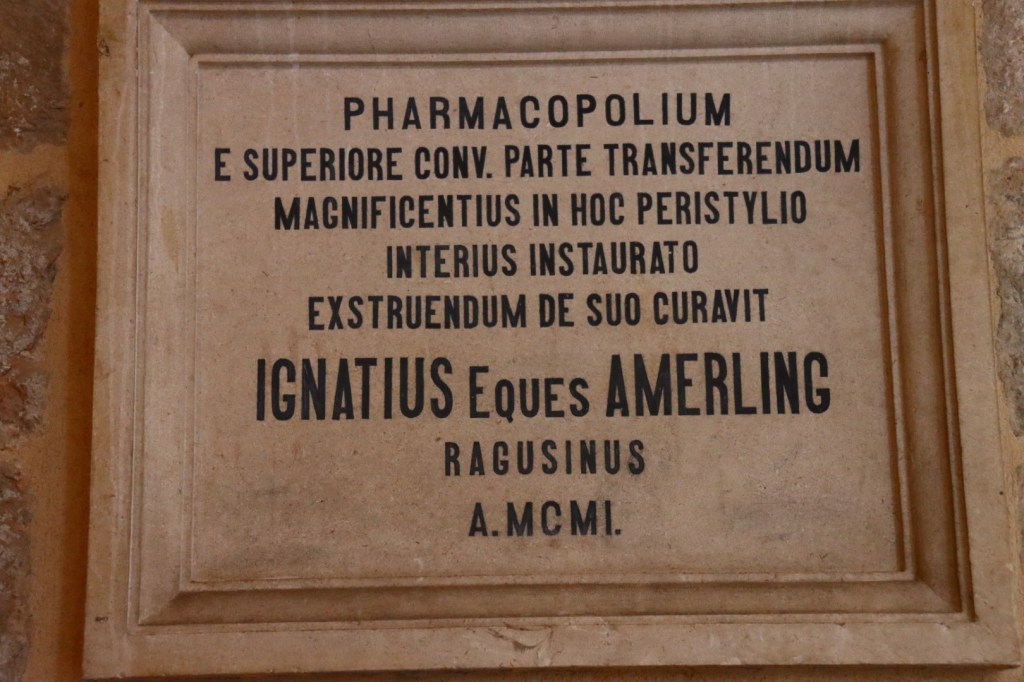 PHARMACOPOLIUM
E SUPERIORE CONV. PARTE TRANSFERENDUM
MAGNIFICENTIUS IN HOC PERISTYLIO
INTERIUS INSTAURATO
EXSTRUENDUM DE SUO CURAVIT
IGNATIUS EQUES AMERLING
RAGUSINUS
A. MCMI.